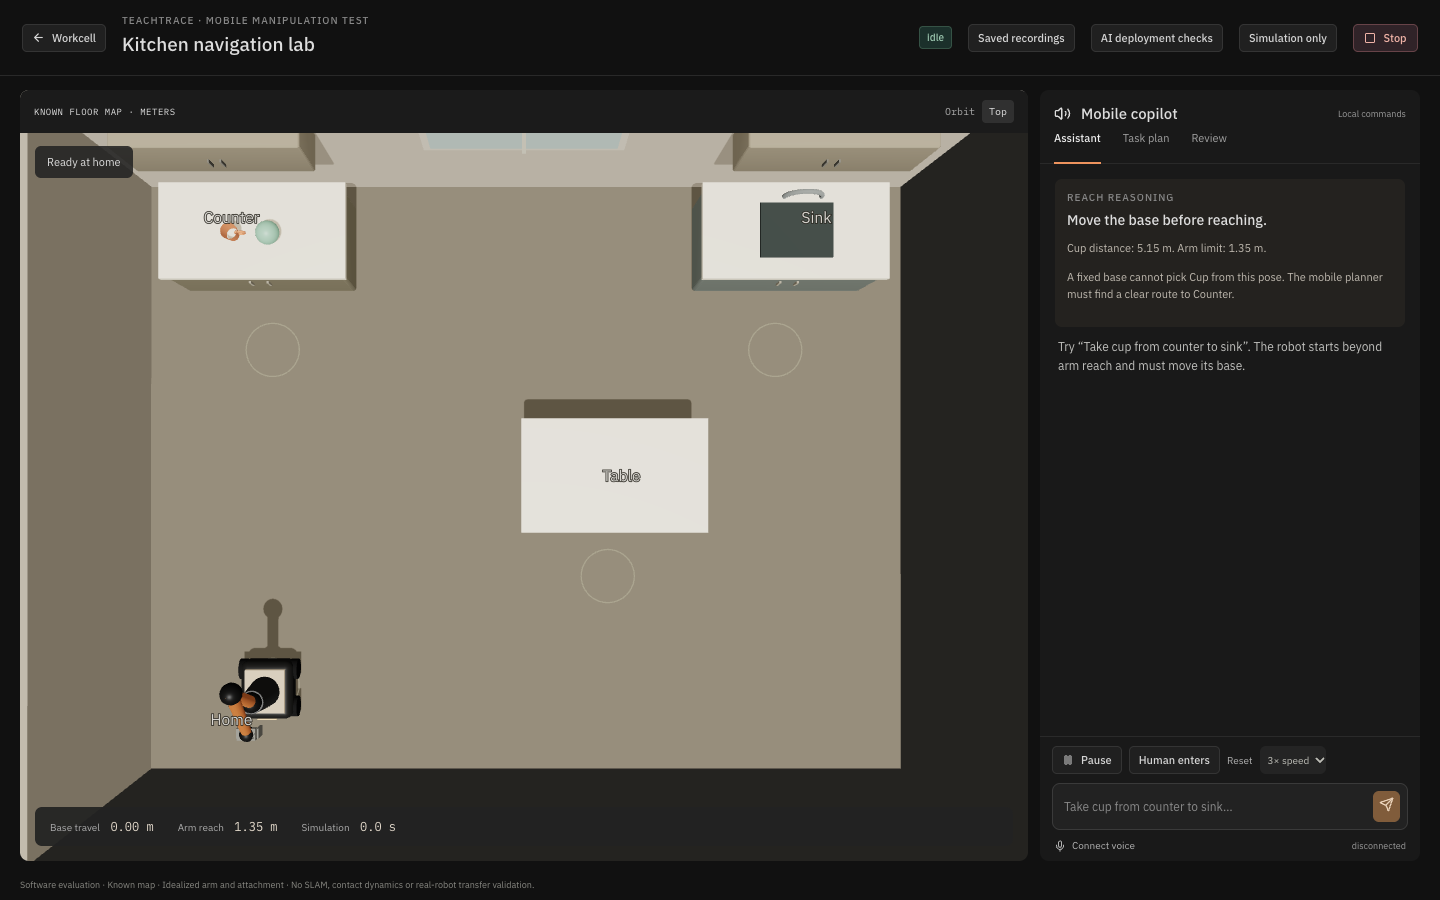 Workcell
TEACHTRACE · MOBILE MANIPULATION TEST
Kitchen navigation lab
Idle
Saved recordings
AI deployment checks
Simulation only
Stop
KNOWN FLOOR MAP · METERS
Orbit
Top
Ready at home
Counter
Sink
Table
Home
Base travel 0.00 m Arm reach 1.35 m Simulation 0.0 s
Mobile copilot
Local commands
Assistant Task plan Review
REACH REASONING
Move the base before reaching.
Cup distance: 5.15 m. Arm limit: 1.35 m.
A fixed base cannot pick Cup from this pose. The mobile planner
must find a clear route to Counter.
Try “Take cup from counter to sink”. The robot starts beyond
arm reach and must move its base.
Pause Human enters Reset 3× speed
Take cup from counter to sink...
Connect voice
disconnected
Software evaluation · Known map · Idealized arm and attachment · No SLAM, contact dynamics or real-robot transfer validation.